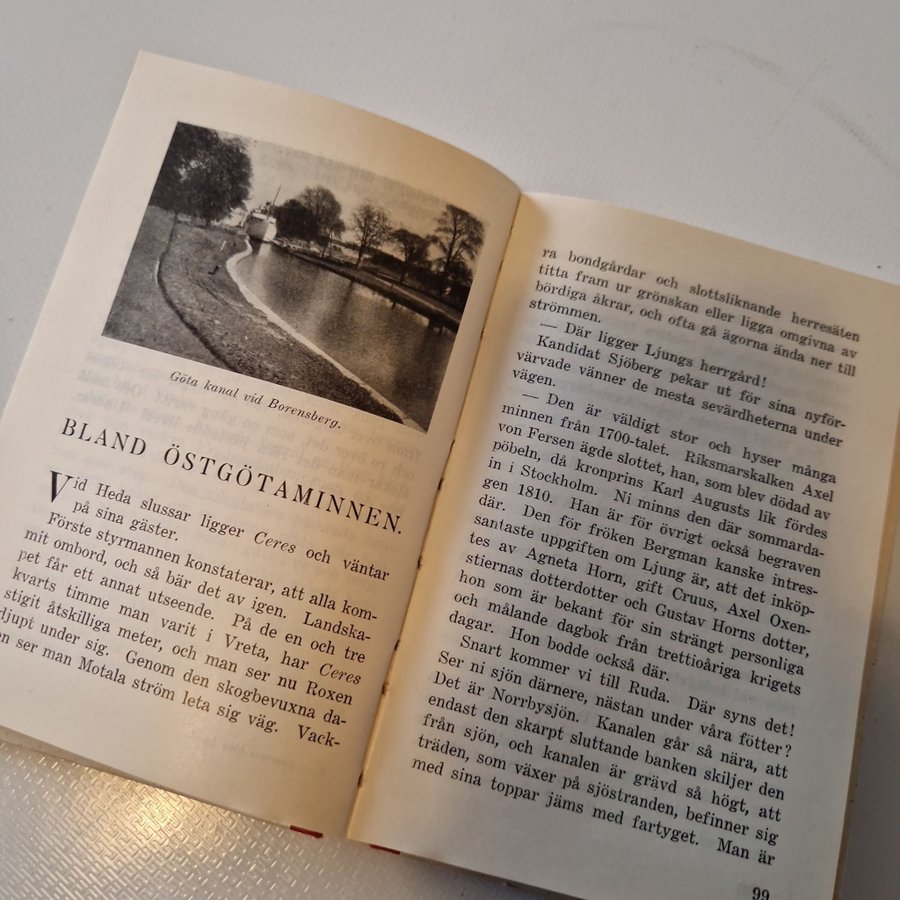 Göta kanal vid Borensberg.
BLAND ÖSTGÖTAMINNEN.
Vid Heda slussar ligger Ceres och väntar
på sina gäster.
Förste styrmannen konstaterar, att alla kom-
mit ombord, och så bär det av igen. Landska-
pet får ett annat utseende. På de en och tre
kvarts timme man varit i Vreta, har Ceres
stigit åtskilliga meter, och man ser nu Roxen
djupt under sig. Genom den skogbevuxna da-
en ser man Motala ström leta sig väg. Vack-
ra bondgårdar och slottsliknande herresäten
titta fram ur grönskan eller ligga omgivna av
bördiga åkrar, och ofta gå ägorna ända ner till
strömmen.
— Där ligger Ljungs herrgård!
Kandidat Sjöberg pekar ut för sina nyför-
värvade vänner de mesta sevärdheterna under
vägen.
— Den är väldigt stor och hyser många
minnen från 1700-talet. Riksmarskalken Axel
von Fersen ägde slottet, han, som blev dödad av
pöbeln, då kronprins Karl Augusts lik fördes
in i Stockholm. Ni minns den där sommarda-
gen 1810. Han är för övrigt också begraven
där. Den för fröken Bergman kanske intres-
santaste uppgiften om Ljung är, att det inköp-
tes av Agneta Horn, gift Cruus, Axel Oxen-
stiernas dotterdotter och Gustav Horns dotter,
hon som är bekant för sin strängt personliga
och målande dagbok från trettioåriga krigets
dagar. Hon bodde också där.
Snart kommer vi till Ruda. Där syns det!
Ser ni sjön därnere, nästan under våra fötter?
Det är Norrbysjön. Kanalen går så nära, att
endast den skarpt sluttande banken skiljer den
från sjön, och kanalen är grävd så högt, att
träden, som växer på sjöstranden, befinner sig
med sina toppar jäms med fartyget. Man är
99